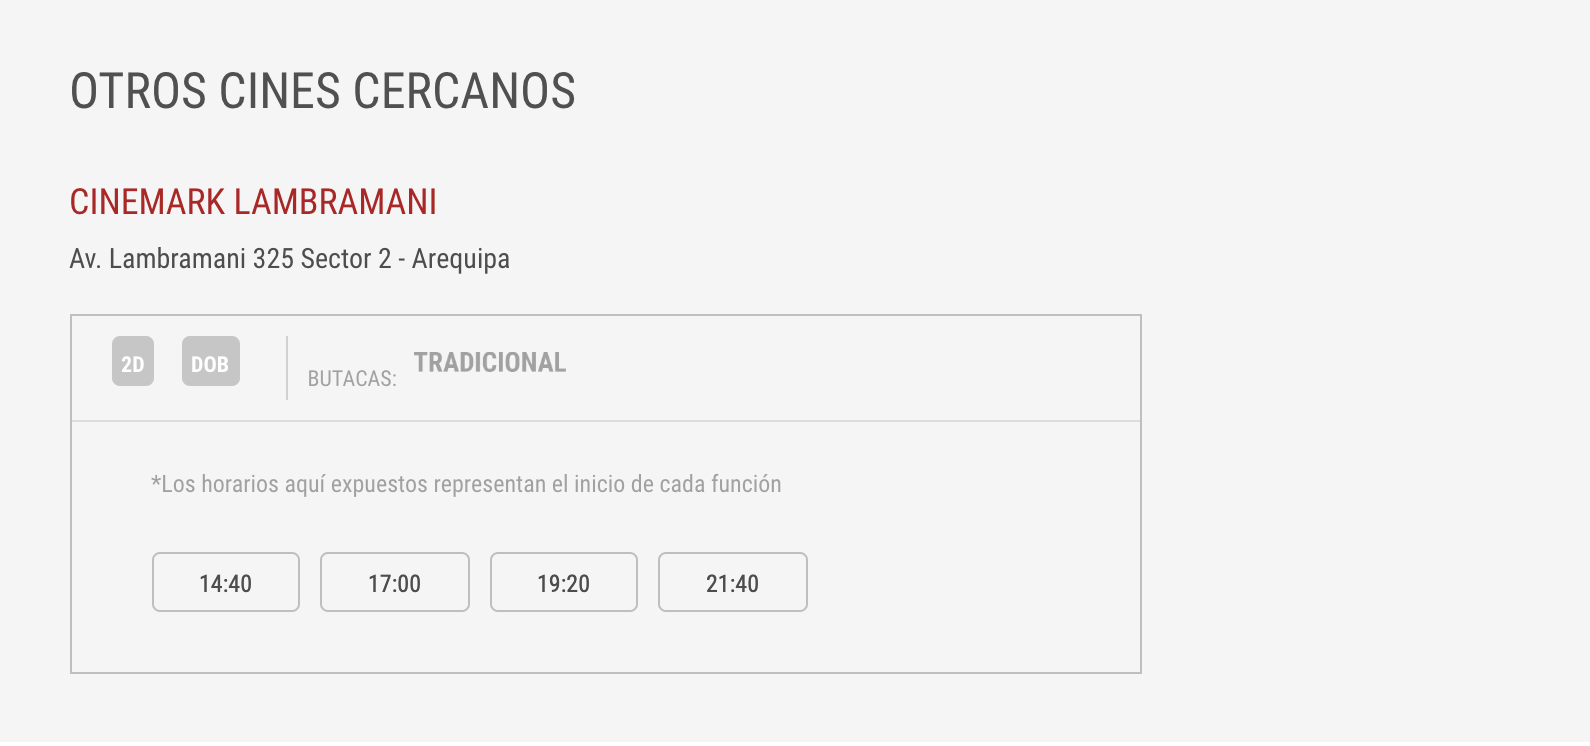 OTROS CINES CERCANOS
CINEMARK LAMBRAMANI
Av. Lambramani 325 Sector 2 - Arequipa
2D DOB BUTACAS: TRADICIONAL
*Los horarios aquí expuestos representan el inicio de cada función
14:40 17:00 19:20 21:40